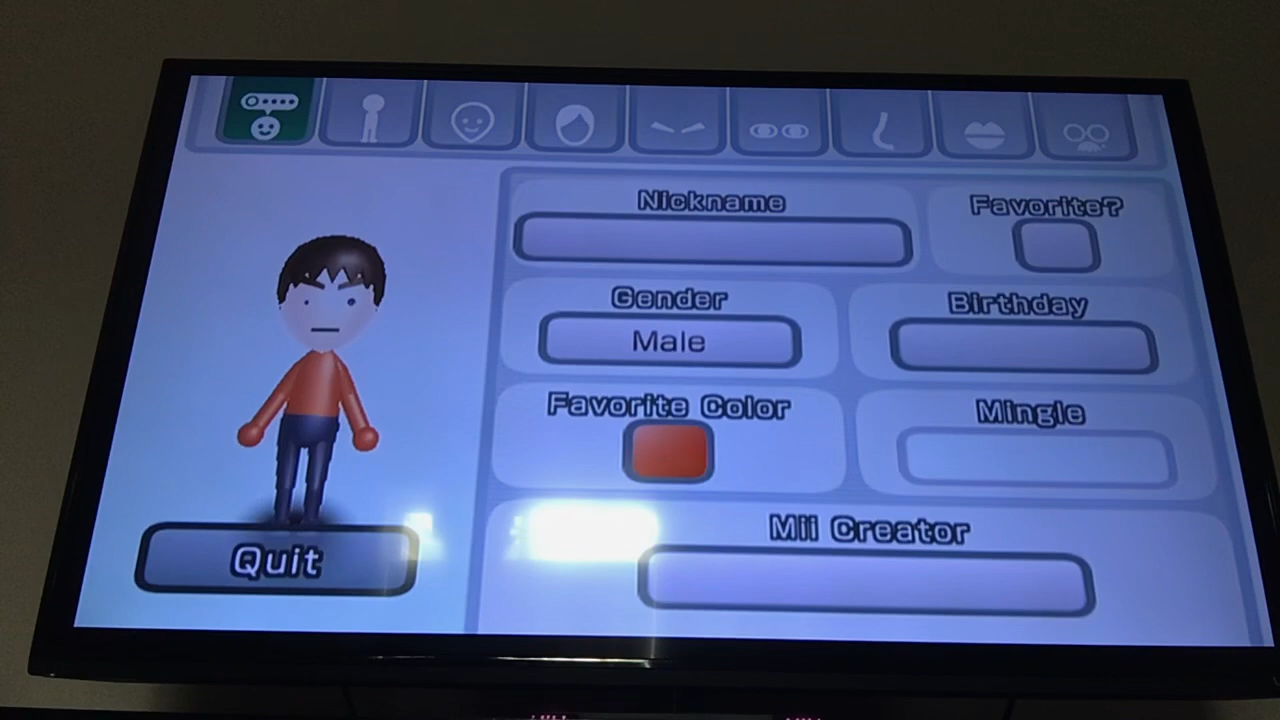 Nickname
Favorite?
Gender
Male
Birthday
Favorite Color
Mingle
Mii Creator
Quit